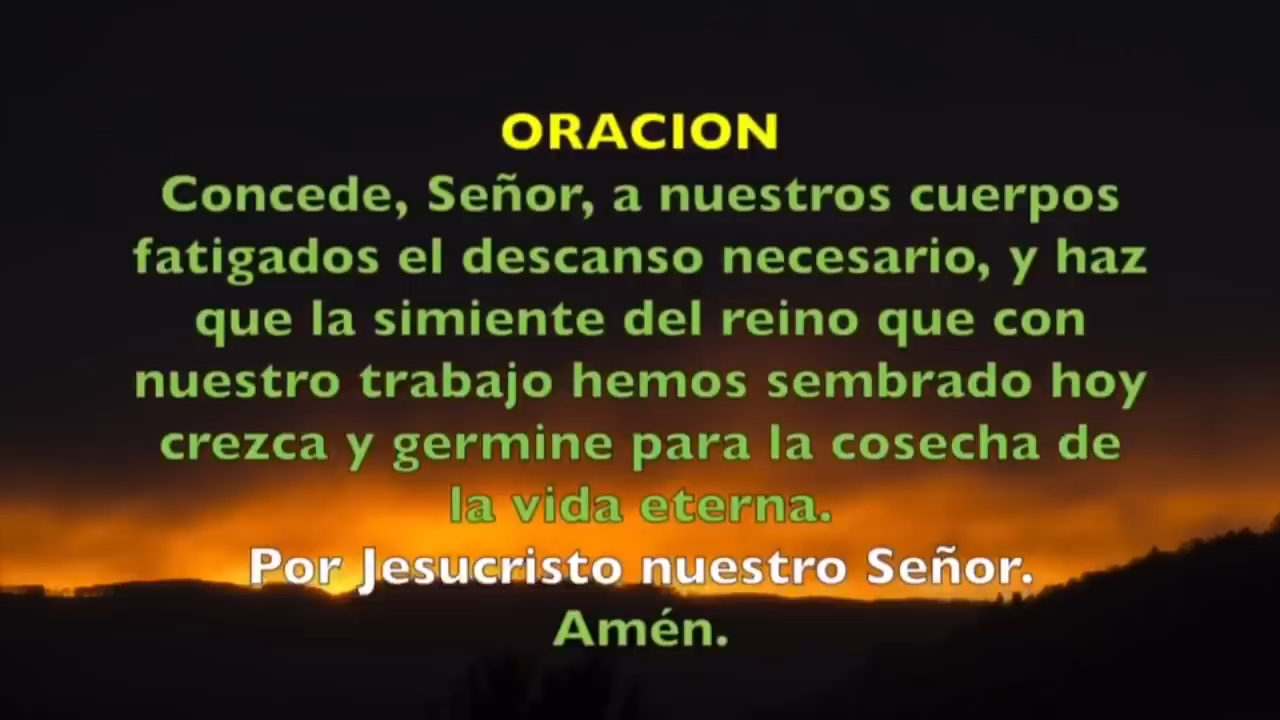 ORACION
Concede, Señor, a nuestros cuerpos
fatigados el descanso necesario, y haz
que la simiente del reino que con
nuestro trabajo hemos sembrado hoy
crezca y germine para la cosecha de
la vida eterna.
Por Jesucristo nuestro Señor.
Amén.